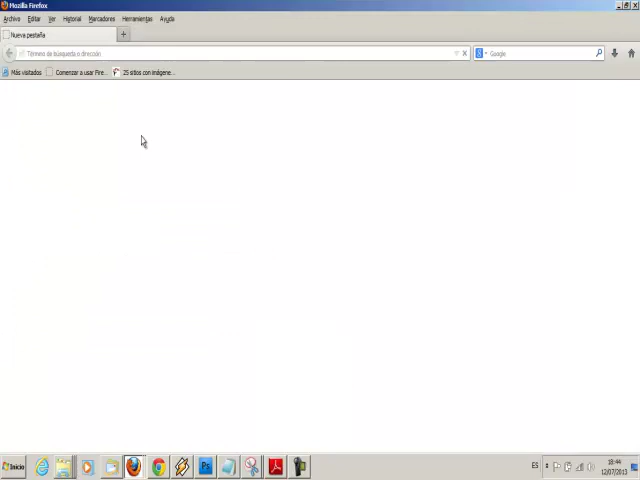 Mozilla Firefox
Archivo Editar Ver Historial Marcadores Herramientas Ayuda
Nueva pestaña +
Término de búsqueda o dirección
Google
Más visitados Comenzar a usar Fire... 25 sitios con imágene...
Inicio
Ps
ES
18:44
12/07/2013